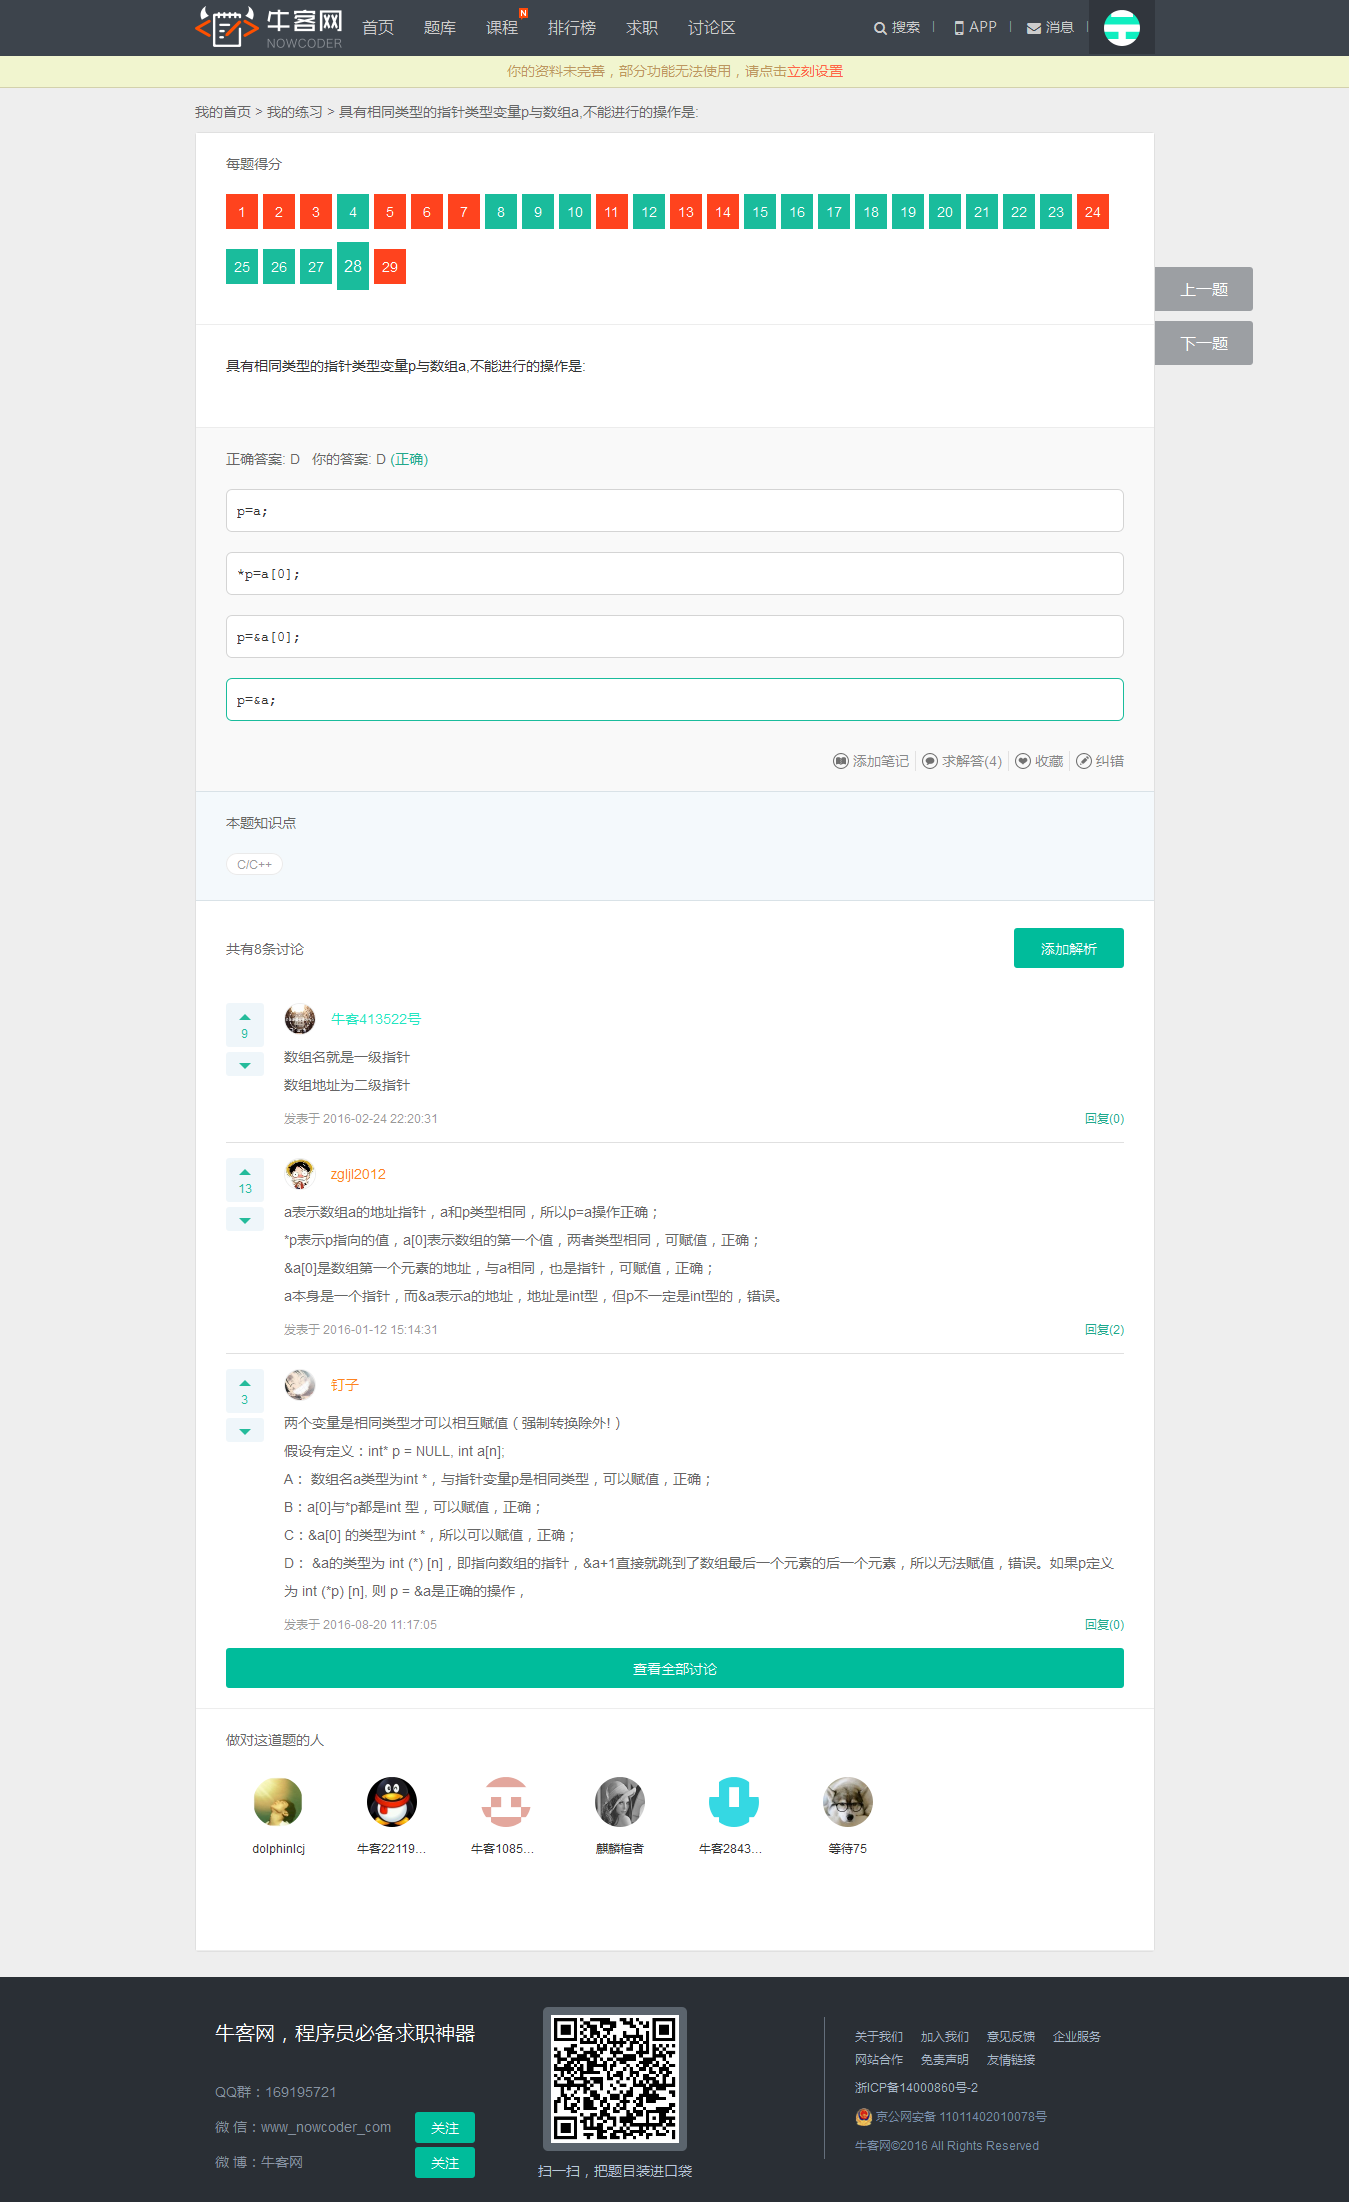 牛客网
NOWCODER
首页 题库 课程 N 排行榜 求职 讨论区 搜索 APP 消息
你的资料未完善，部分功能无法使用，请点击立刻设置
我的首页 > 我的练习 > 具有相同类型的指针类型变量p与数组a,不能进行的操作是:
每题得分
1 2 3 4 5 6 7 8 9 10 11 12 13 14 15 16 17 18 19 20 21 22 23 24
25 26 27 28 29
上一题
下一题
具有相同类型的指针类型变量p与数组a,不能进行的操作是:
正确答案: D 你的答案: D (正确)
p=a;
*p=a[0];
p=&a[0];
p=&a;
添加笔记 求解答(4) 收藏 纠错
本题知识点
C/C++
共有8条讨论
添加解析
9
牛客413522号
数组名就是一级指针
数组地址为二级指针
发表于 2016-02-24 22:20:31 回复(0)
13
zgljl2012
a表示数组a的地址指针，a和p类型相同，所以p=a操作正确；
*p表示p指向的值，a[0]表示数组的第一个值，两者类型相同，可赋值，正确；
&a[0]是数组第一个元素的地址，与a相同，也是指针，可赋值，正确；
a本身是一个指针，而&a表示a的地址，地址是int型，但p不一定是int型的，错误。
发表于 2016-01-12 15:14:31 回复(2)
3
钉子
两个变量是相同类型才可以相互赋值（强制转换除外！）
假设有定义：int* p = NULL, int a[n];
A： 数组名a类型为int *，与指针变量p是相同类型，可以赋值，正确；
B：a[0]与*p都是int 型，可以赋值，正确；
C：&a[0] 的类型为int *，所以可以赋值，正确；
D： &a的类型为 int (*) [n]，即指向数组的指针，&a+1直接就跳到了数组最后一个元素的后一个元素，所以无法赋值，错误。如果p定义
为 int (*p) [n], 则 p = &a是正确的操作，
发表于 2016-08-20 11:17:05 回复(0)
查看全部讨论
做对这道题的人
dolphinlcj 牛客22119... 牛客1085... 麒麟楦者 牛客2843... 等待75
牛客网，程序员必备求职神器
QQ群：169195721
微 信：www_nowcoder_com 关注
微 博：牛客网 关注
扫一扫，把题目装进口袋
关于我们 加入我们 意见反馈 企业服务
网站合作 免责声明 友情链接
浙ICP备14000860号-2
京公网安备 11011402010078号
牛客网©2016 All Rights Reserved